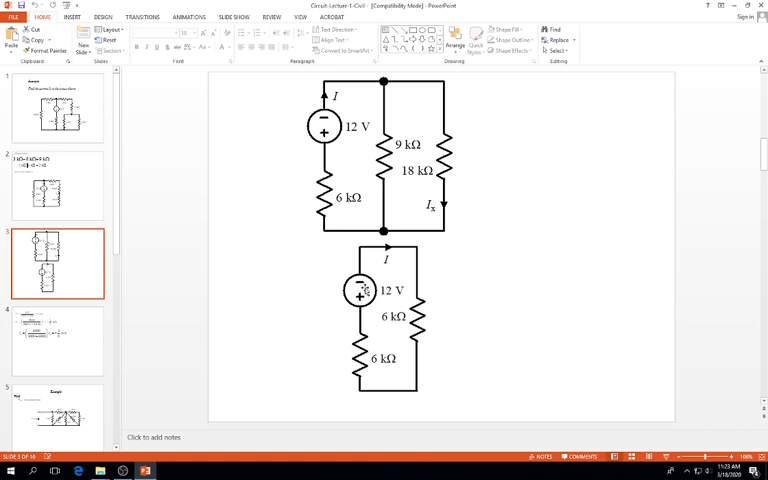 Circuit-Lecture-1-Civil - [Compatibility Mode] - PowerPoint
FILE HOME INSERT DESIGN TRANSITIONS ANIMATIONS SLIDE SHOW REVIEW VIEW ACROBAT
Sign in
Paste
Cut
Copy
Format Painter
New Slide
Layout
Reset
Section
Text Direction
Align Text
Convert to SmartArt
Arrange
Quick Styles
Shape Fill
Shape Outline
Shape Effects
Find
Replace
Select
Clipboard Slides Font Paragraph Drawing Editing
1
Example
2
3
4
5
Example
Find
I
12 V
9 kΩ
18 kΩ
6 kΩ
Ix
I
12 V
6 kΩ
6 kΩ
Click to add notes
SLIDE 3 OF 16
NOTES COMMENTS
108%
11:23 AM
3/18/2020